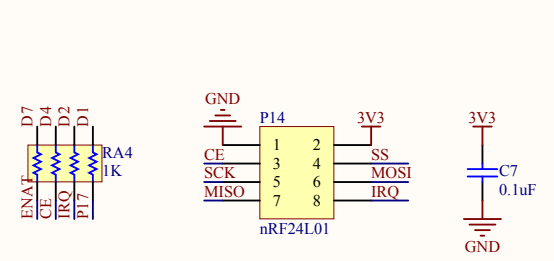 D7 D4 D2 D1
RA4
1K
ENAT CE IRQ P17
GND
P14
3V3
1 2
CE 3 4 SS
SCK 5 6 MOSI
MISO 7 8 IRQ
nRF24L01
3V3
C7
0.1uF
GND